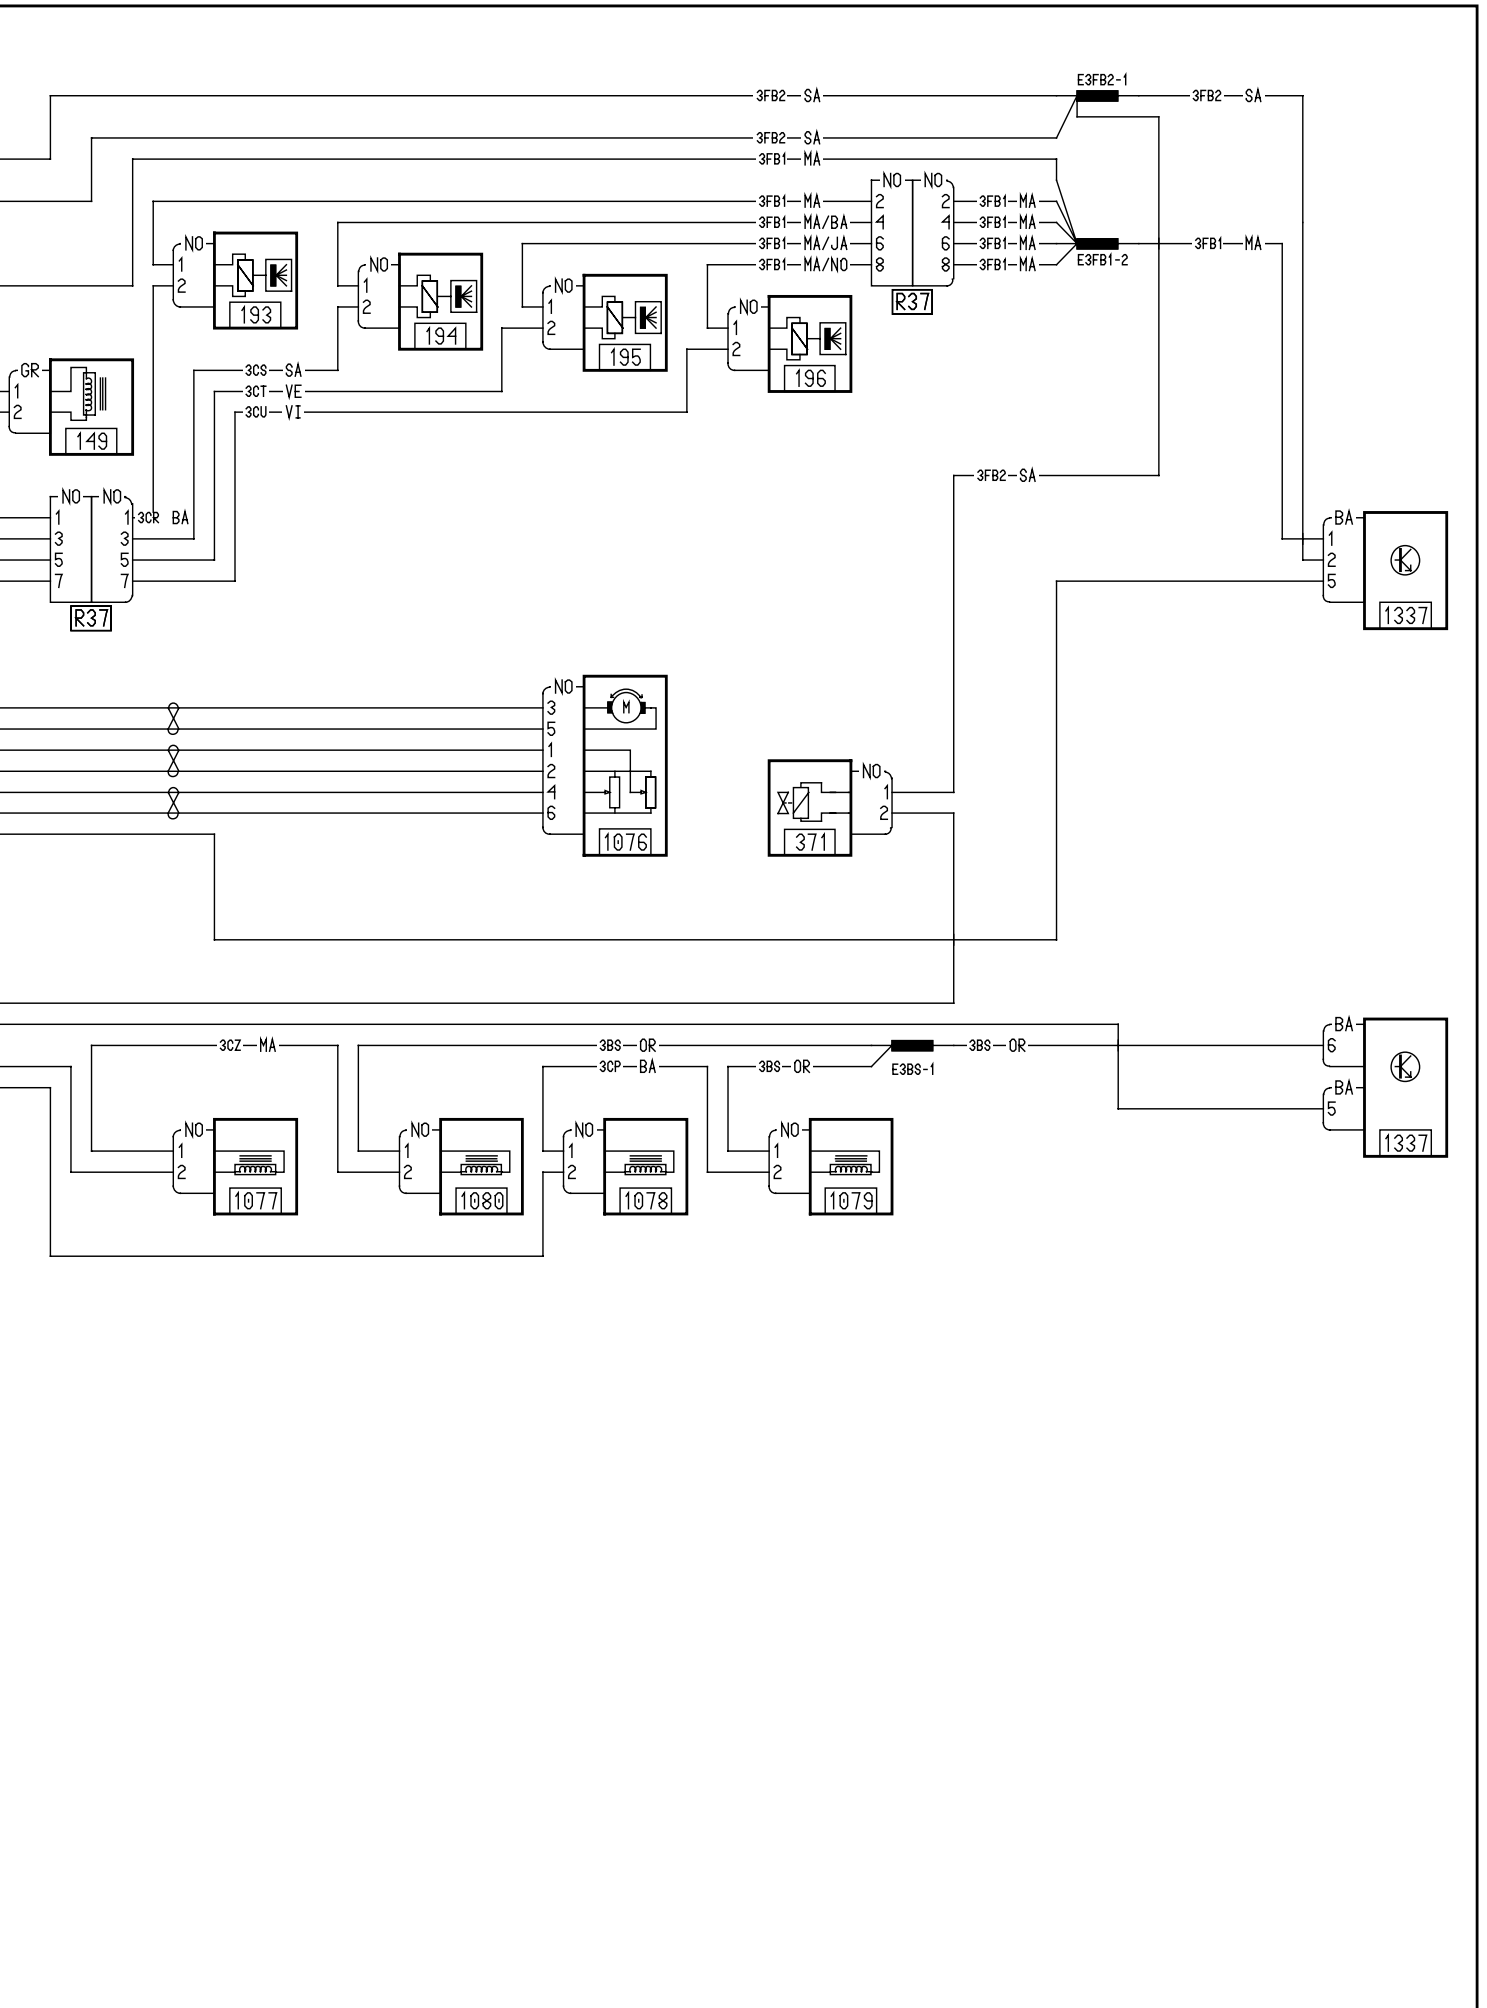 E3FB2-1
3FB2 SA 3FB2 SA
3FB2 SA
3FB1 MA
NO NO
3FB1 MA 2 2 3FB1 MA
3FB1 MA/BA 4 4 3FB1 MA
NO 3FB1 MA/JA 6 6 3FB1 MA 3FB1 MA
E3FB1-2
1 NO 3FB1 MA/NO 8 8 3FB1 MA
2 1 NO
R37
193 2 1 NO
194 2 1
195 2
196
GR 3CS SA
1 3CT VE
2 3CU VI
149
3FB2 SA
NO NO
1 1 3CR BA BA
3 3 1
5 5 2
7 7 5
R37 1337
NO
3 M
5
1
2 NO
4 1
6 2
1076 371
BA
3CZ MA 3BS OR 3BS OR 6
3CP BA 3BS OR E3BS-1
BA
5
NO NO NO NO
1 1 1 1 1337
2 2 2 2
1077 1080 1078 1079